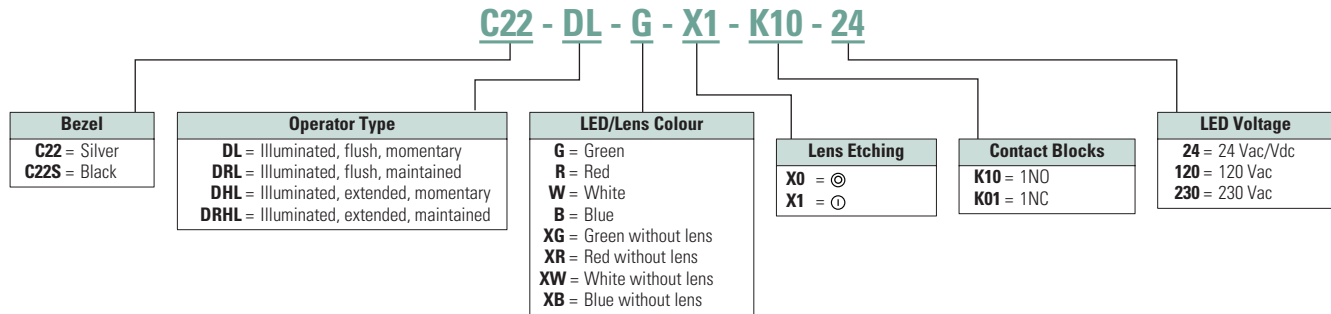 C22 - DL - G - X1 - K10 - 24
Bezel
C22 = Silver
C22S = Black
Operator Type
DL = Illuminated, flush, momentary
DRL = Illuminated, flush, maintained
DHL = Illuminated, extended, momentary
DRHL = Illuminated, extended, maintained
LED/Lens Colour
G = Green
R = Red
W = White
B = Blue
XG = Green without lens
XR = Red without lens
XW = White without lens
XB = Blue without lens
Lens Etching
X0 = ⌾
X1 = ⏼
Contact Blocks
K10 = 1NO
K01 = 1NC
LED Voltage
24 = 24 Vac/Vdc
120 = 120 Vac
230 = 230 Vac